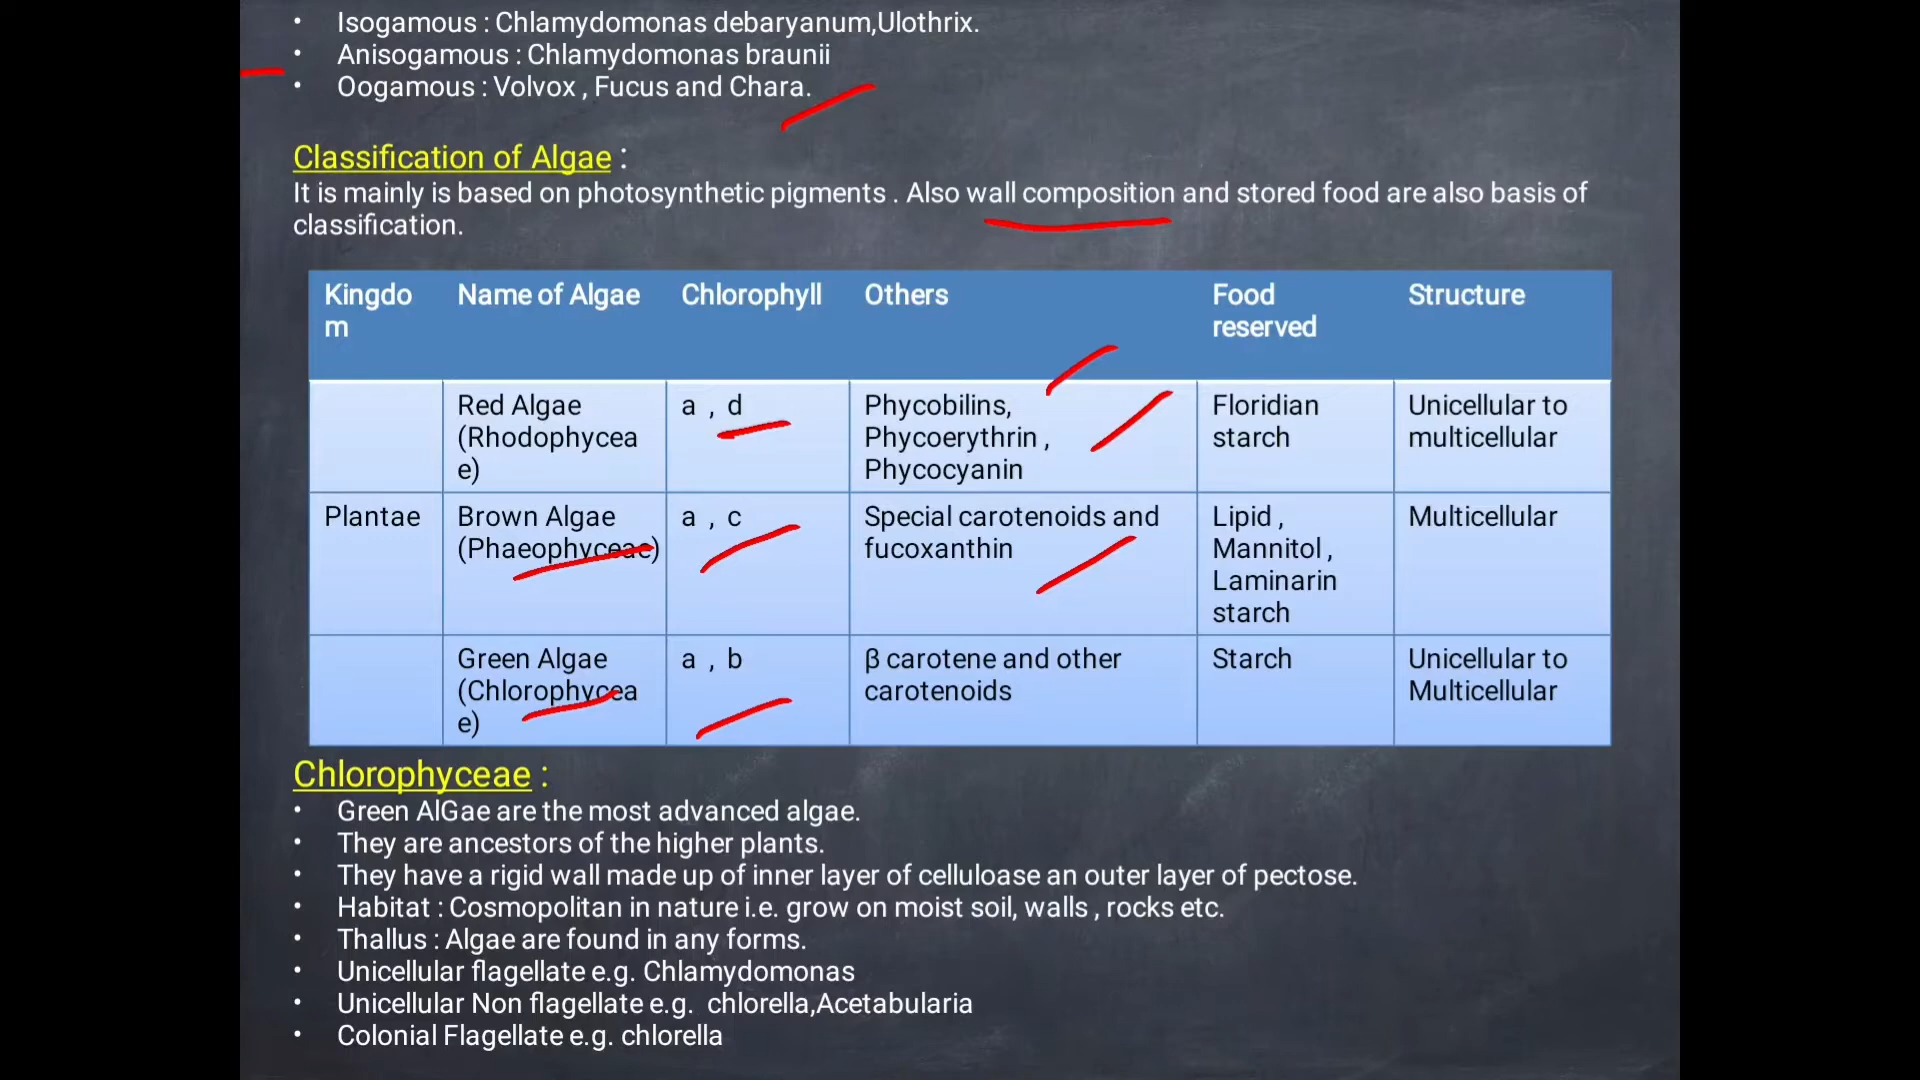 • Isogamous : Chlamydomonas debaryanum,Ulothrix.
• Anisogamous : Chlamydomonas braunii
• Oogamous : Volvox , Fucus and Chara.
Classification of Algae :
It is mainly is based on photosynthetic pigments . Also wall composition and stored food are also basis of
classification.
Kingdo
m
Name of Algae
Chlorophyll
Others
Food
reserved
Structure
Red Algae
(Rhodophycea
e)
a , d
Phycobilins,
Phycoerythrin ,
Phycocyanin
Floridian
starch
Unicellular to
multicellular
Plantae
Brown Algae
(Phaeophyceae)
a , c
Special carotenoids and
fucoxanthin
Lipid ,
Mannitol ,
Laminarin
starch
Multicellular
Green Algae
(Chlorophycea
e)
a , b
β carotene and other
carotenoids
Starch
Unicellular to
Multicellular
Chlorophyceae :
• Green AlGae are the most advanced algae.
• They are ancestors of the higher plants.
• They have a rigid wall made up of inner layer of celluloase an outer layer of pectose.
• Habitat : Cosmopolitan in nature i.e. grow on moist soil, walls , rocks etc.
• Thallus : Algae are found in any forms.
• Unicellular flagellate e.g. Chlamydomonas
• Unicellular Non flagellate e.g. chlorella,Acetabularia
• Colonial Flagellate e.g. chlorella